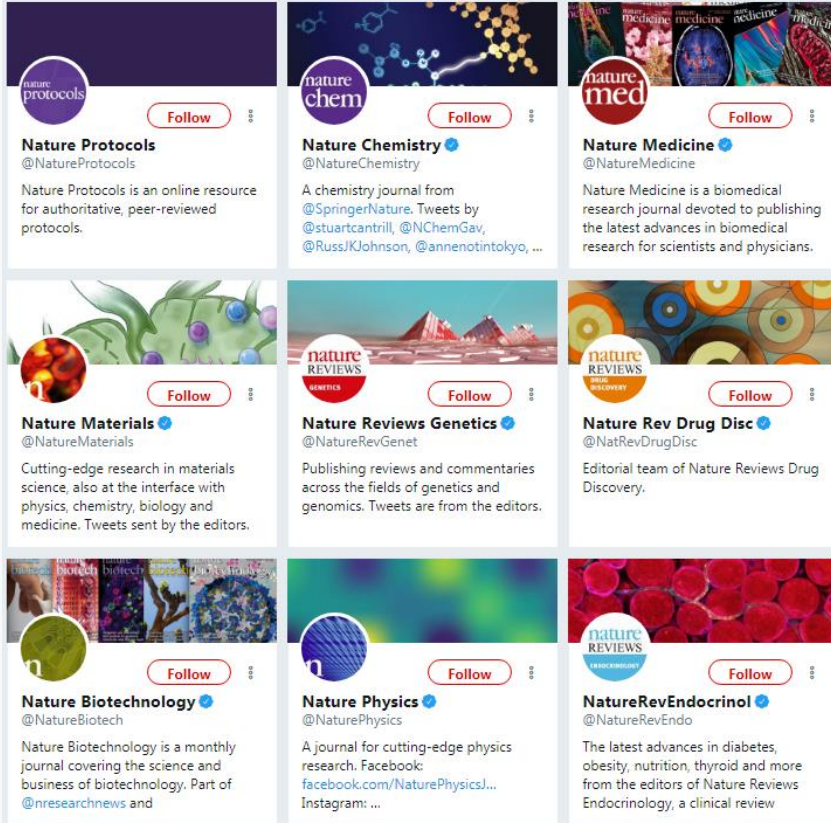 nature
protocols
Follow
Nature Protocols
@NatureProtocols
Nature Protocols is an online resource
for authoritative, peer-reviewed
protocols.
nature
chem
Follow
Nature Chemistry
@NatureChemistry
A chemistry journal from
@SpringerNature. Tweets by
@stuartcantrill, @NChemGav,
@RussJKJohnson, @annenotintokyo, ...
medicine
nature
medicine
nature
med
Follow
Nature Medicine
@NatureMedicine
Nature Medicine is a biomedical
research journal devoted to publishing
the latest advances in biomedical
research for scientists and physicians.
n
Follow
Nature Materials
@NatureMaterials
Cutting-edge research in materials
science, also at the interface with
physics, chemistry, biology and
medicine. Tweets sent by the editors.
nature
REVIEWS
GENETICS
Follow
Nature Reviews Genetics
@NatureRevGenet
Publishing reviews and commentaries
across the fields of genetics and
genomics. Tweets are from the editors.
nature
REVIEWS
DRUG
DISCOVERY
Follow
Nature Rev Drug Disc
@NatRevDrugDisc
Editorial team of Nature Reviews Drug
Discovery.
biotech
nature
biotech
n
Follow
Nature Biotechnology
@NatureBiotech
Nature Biotechnology is a monthly
journal covering the science and
business of biotechnology. Part of
@nresearchnews and
n
Follow
Nature Physics
@NaturePhysics
A journal for cutting-edge physics
research. Facebook:
facebook.com/NaturePhysicsJ...
Instagram: ...
nature
REVIEWS
ENDOCRINOLOGY
Follow
NatureRevEndocrinol
@NatureRevEndo
The latest advances in diabetes,
obesity, nutrition, thyroid and more
from the editors of Nature Reviews
Endocrinology, a clinical review